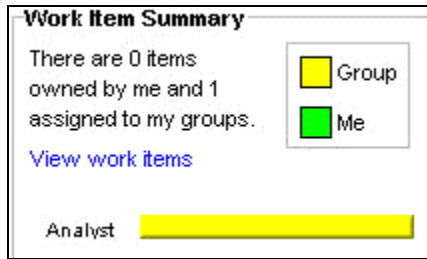 Work Item Summary
There are 0 items
owned by me and 1
assigned to my groups.
View work items
Group
Me
Analyst